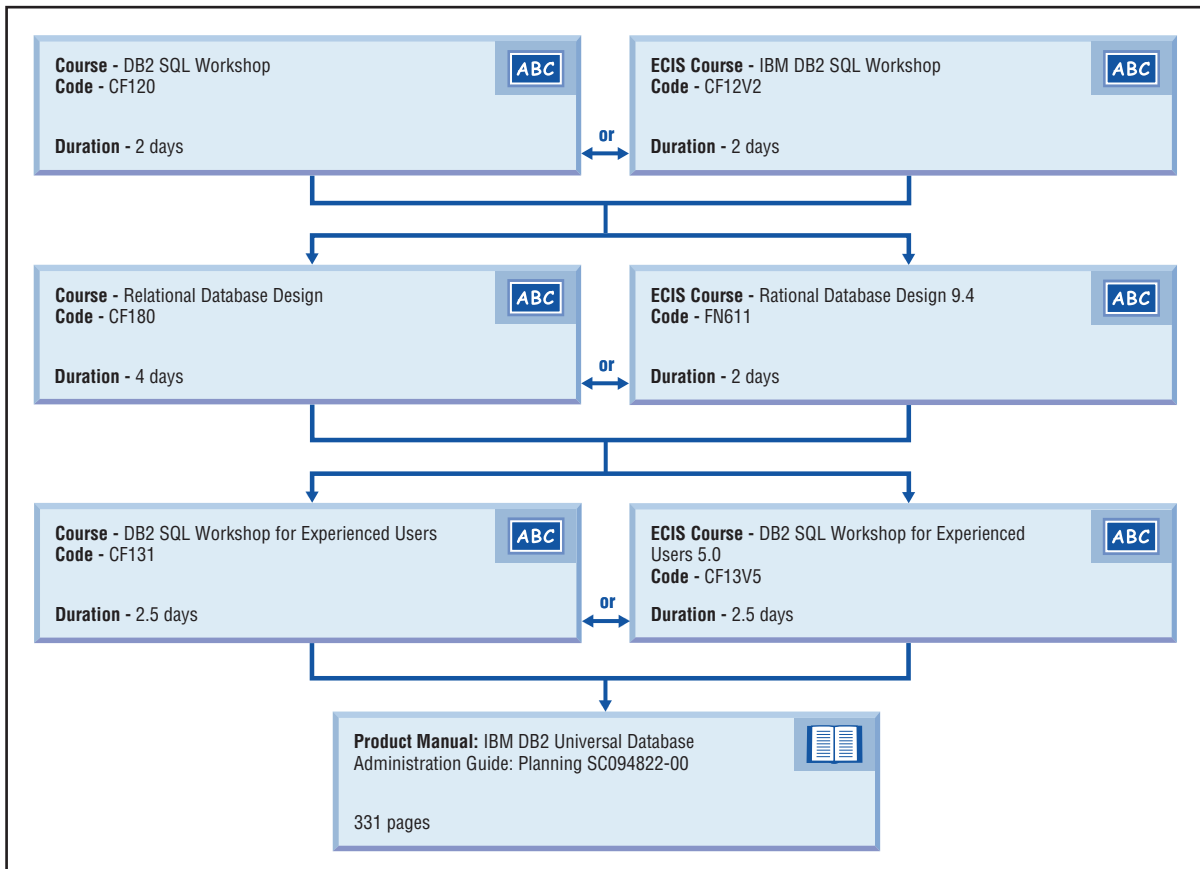 Course - DB2 SQL Workshop
Code - CF120
ABC
Duration - 2 days
or
ECIS Course - IBM DB2 SQL Workshop
Code - CF12V2
ABC
Duration - 2 days
Course - Relational Database Design
Code - CF180
ABC
Duration - 4 days
or
ECIS Course - Rational Database Design 9.4
Code - FN611
ABC
Duration - 2 days
Course - DB2 SQL Workshop for Experienced Users
Code - CF131
ABC
Duration - 2.5 days
or
ECIS Course - DB2 SQL Workshop for Experienced
Users 5.0
Code - CF13V5
ABC
Duration - 2.5 days
Product Manual: IBM DB2 Universal Database
Administration Guide: Planning SC094822-00
331 pages